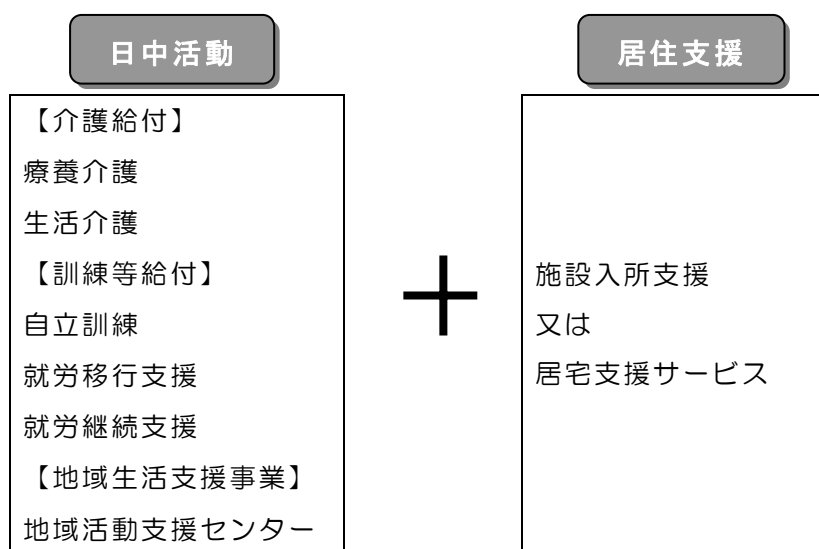 日中活動
【介護給付】
療養介護
生活介護
【訓練等給付】
自立訓練
就労移行支援
就労継続支援
【地域生活支援事業】
地域活動支援センター
＋
居住支援
施設入所支援
又は
居宅支援サービス